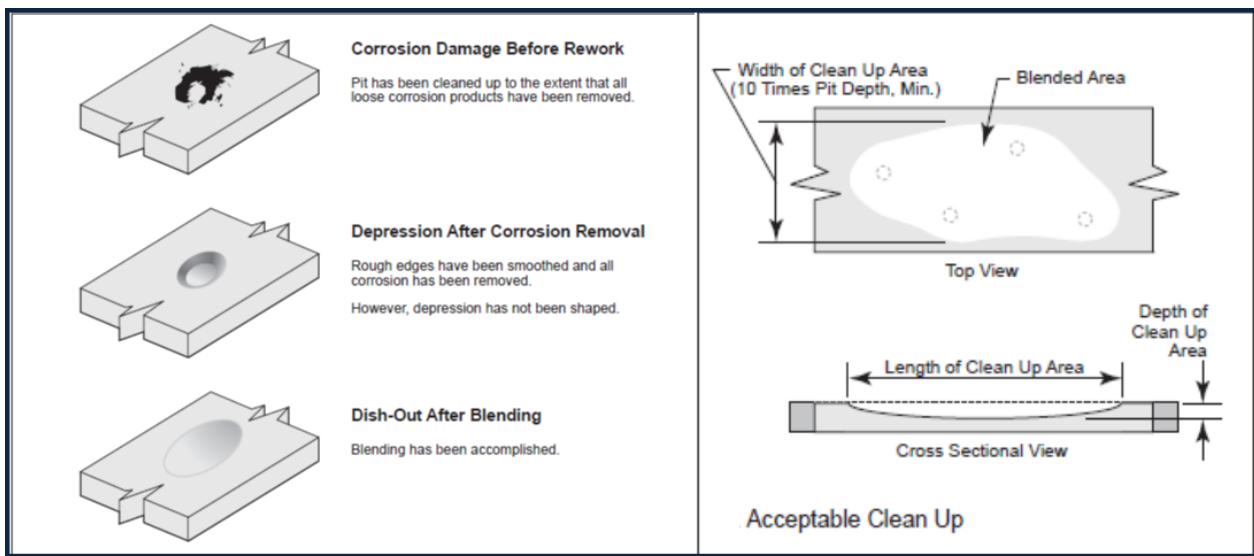 Corrosion Damage Before Rework
Pit has been cleaned up to the extent that all
loose corrosion products have been removed.
Depression After Corrosion Removal
Rough edges have been smoothed and all
corrosion has been removed.
However, depression has not been shaped.
Dish-Out After Blending
Blending has been accomplished.
Width of Clean Up Area
(10 Times Pit Depth, Min.)
Blended Area
Top View
Depth of
Clean Up
Area
Length of Clean Up Area
Cross Sectional View
Acceptable Clean Up